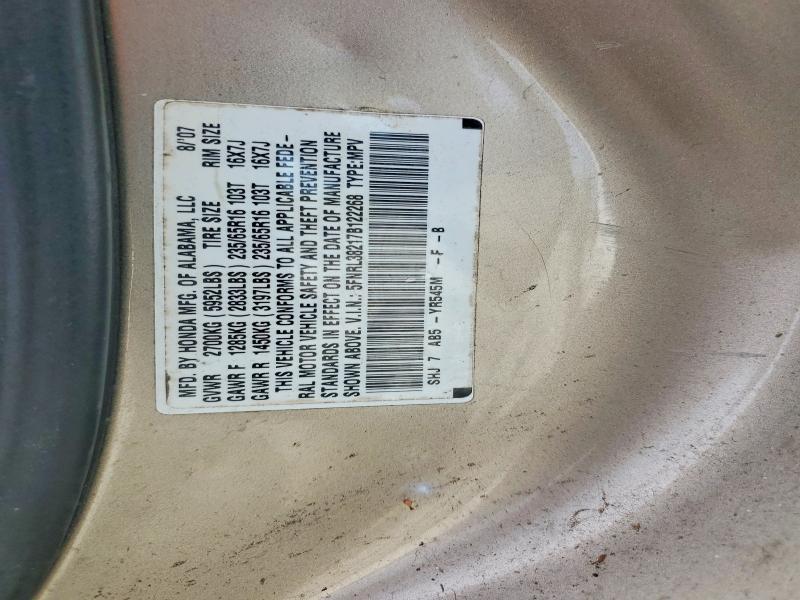 MFD. BY HONDA MFG. OF ALABAMA, LLC 8/'07
GVWR 2700KG (5952LBS) TIRE SIZE RIM SIZE
GAWR F 1285KG (2833LBS) 235/65R16 103T 16X7J
GAWR R 1450KG (3197LBS) 235/65R16 103T 16X7J
THIS VEHICLE CONFORMS TO ALL APPLICABLE FEDE-
RAL MOTOR VEHICLE SAFETY AND THEFT PREVENTION
STANDARDS IN EFFECT ON THE DATE OF MANUFACTURE
SHOWN ABOVE. V.I.N.: 5FNRL38217B122268 TYPE:MPV
SHJ 7 AB5 - YR545M - F - B